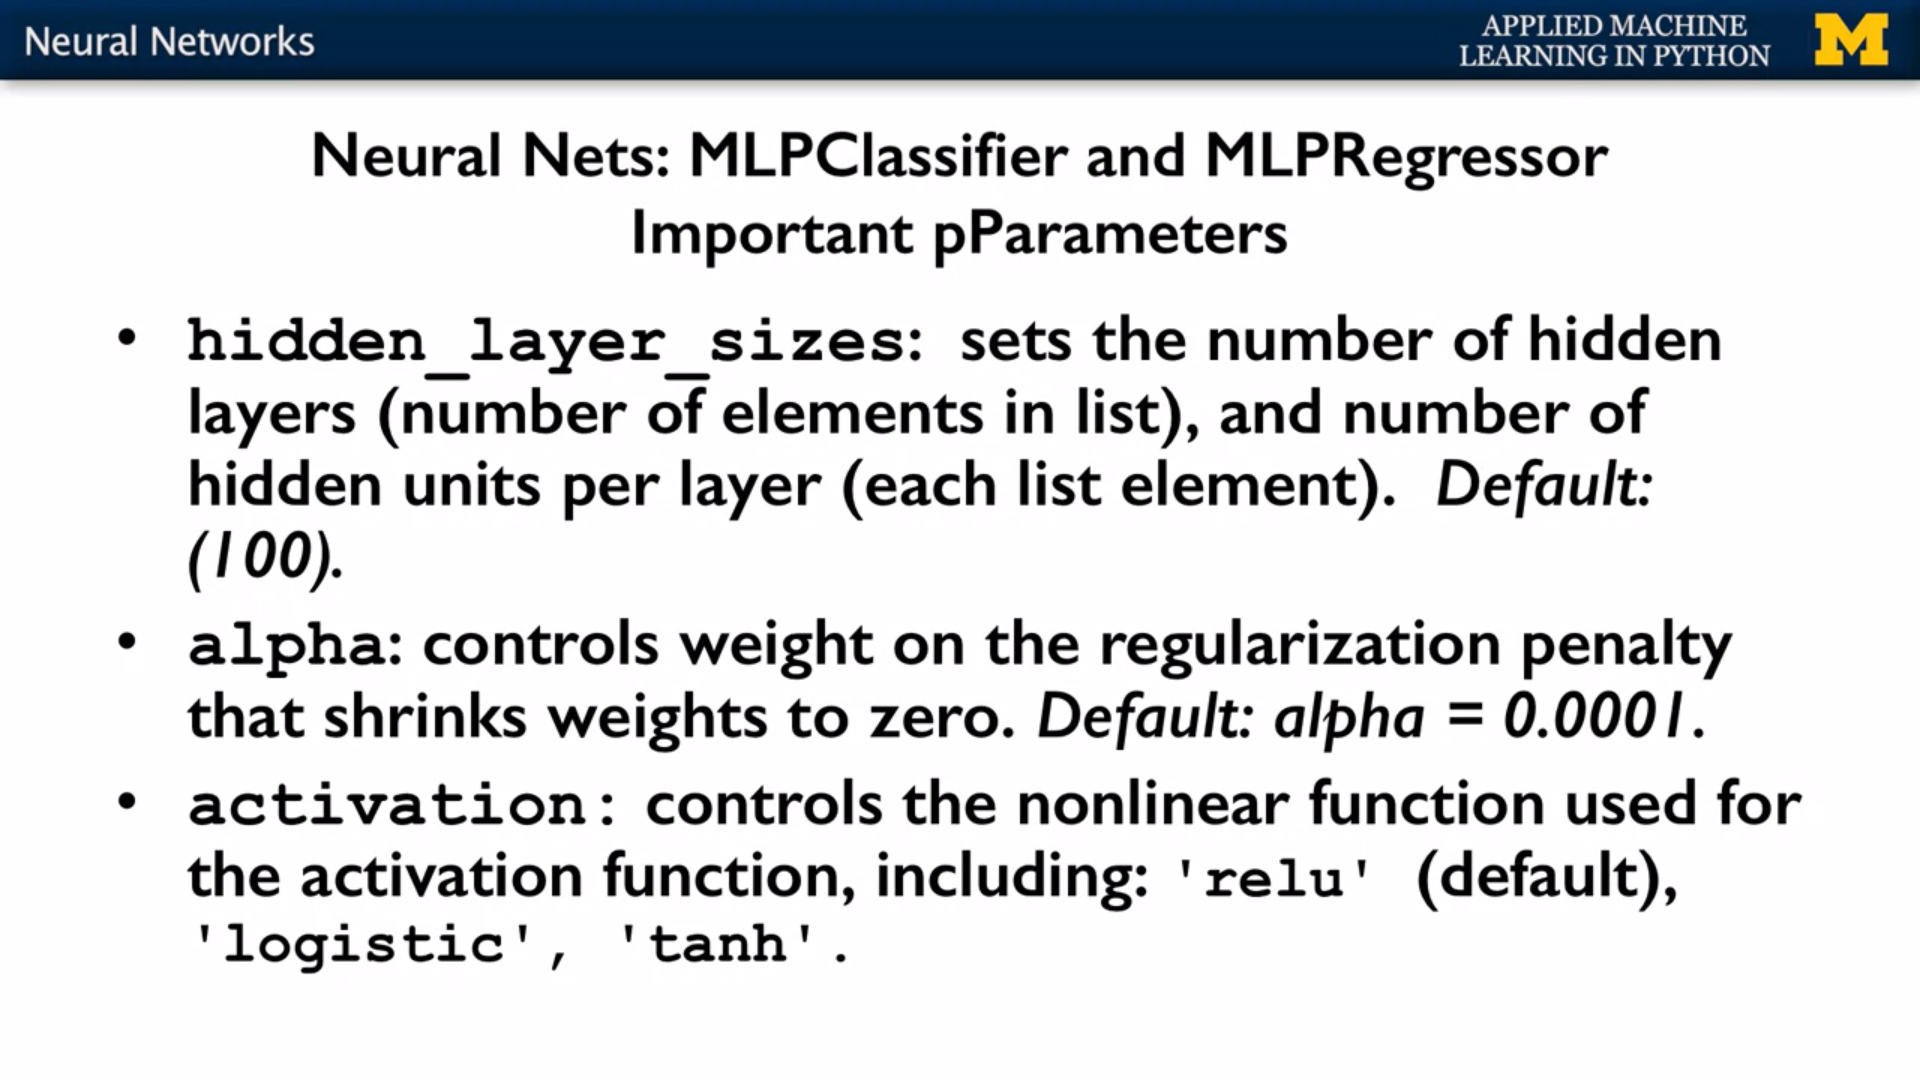 Neural Networks
APPLIED MACHINE
LEARNING IN PYTHON
M
Neural Nets: MLPClassifier and MLPRegressor
Important pParameters
• hidden_layer_sizes: sets the number of hidden
layers (number of elements in list), and number of
hidden units per layer (each list element). Default:
(100).
• alpha: controls weight on the regularization penalty
that shrinks weights to zero. Default: alpha = 0.0001.
• activation: controls the nonlinear function used for
the activation function, including: 'relu' (default),
'logistic', 'tanh'.